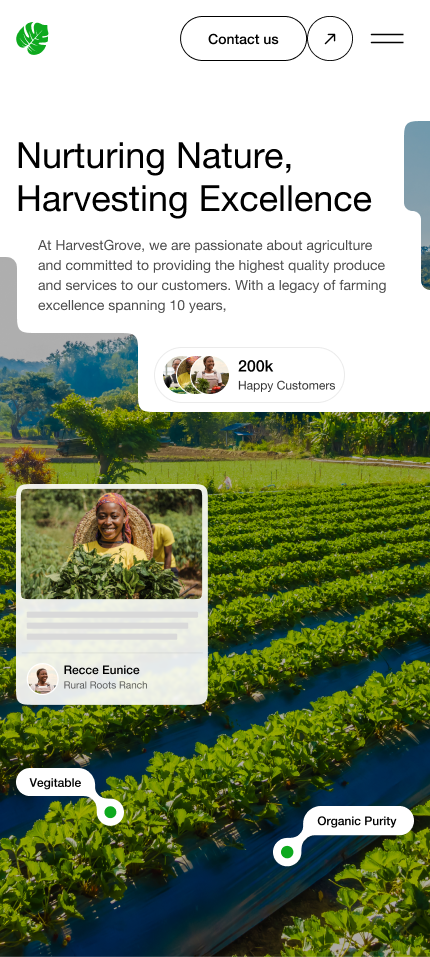 Contact us
Nurturing Nature,
Harvesting Excellence
At HarvestGrove, we are passionate about agriculture
and committed to providing the highest quality produce
and services to our customers. With a legacy of farming
excellence spanning 10 years,
200k
Happy Customers
Recce Eunice
Rural Roots Ranch
Vegitable
Organic Purity